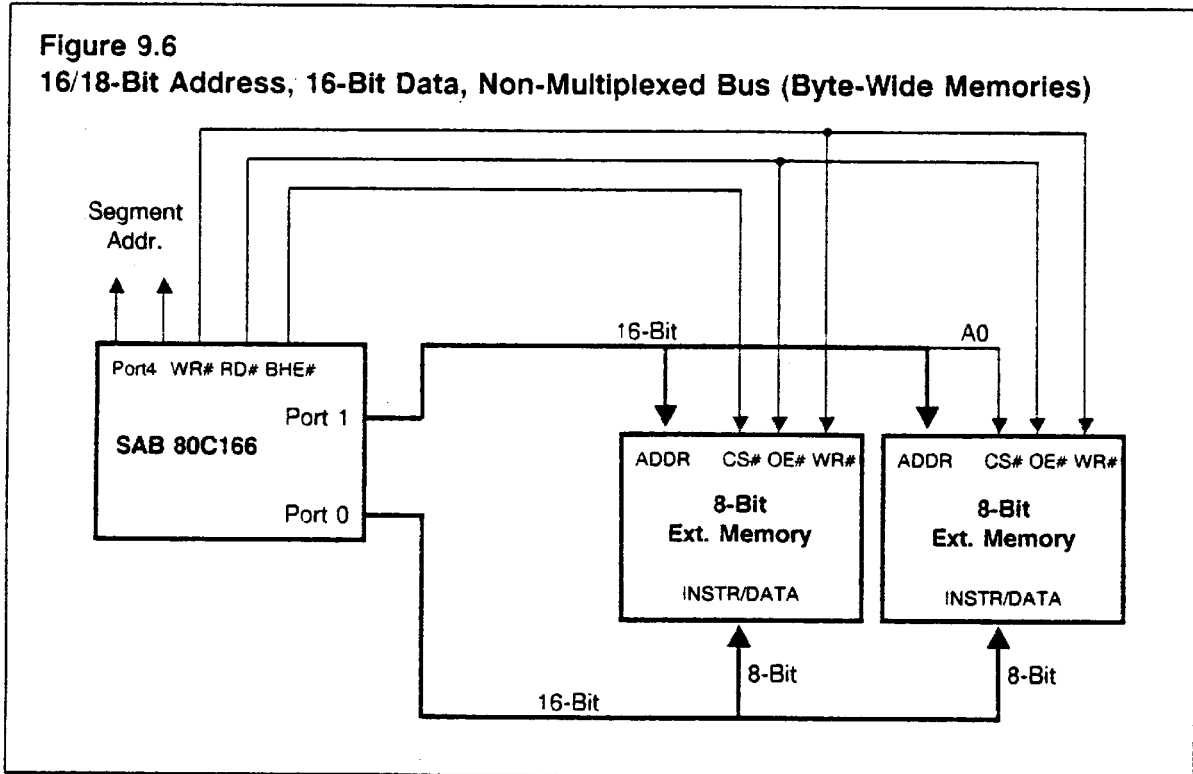 Figure 9.6
16/18-Bit Address, 16-Bit Data, Non-Multiplexed Bus (Byte-Wide Memories)
Segment
Addr.
16-Bit
A0
Port4 WR# RD# BHE#
Port 1
SAB 80C166
Port 0
ADDR CS# OE# WR#
8-Bit
Ext. Memory
INSTR/DATA
ADDR CS# OE# WR#
8-Bit
Ext. Memory
INSTR/DATA
8-Bit
8-Bit
16-Bit